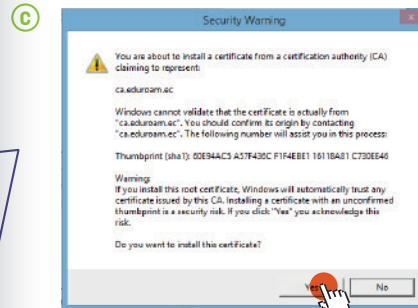 C
Security Warning
x
You are about to install a certificate from a certification authority (CA)
claiming to represent:
ca.eduroam.ec
Windows cannot validate that the certificate is actually from
"ca.eduroam.ec". You should confirm its origin by contacting
"ca.eduroam.ec". The following number will assist you in this process:
Thumbprint (sha1): 60E94AC5 A57F436C F1F4EBE1 16118A81 C730EE46
Warning:
If you install this root certificate, Windows will automatically trust any
certificate issued by this CA. Installing a certificate with an unconfirmed
thumbprint is a security risk. If you click "Yes" you acknowledge this
risk.
Do you want to install this certificate?
Yes
No